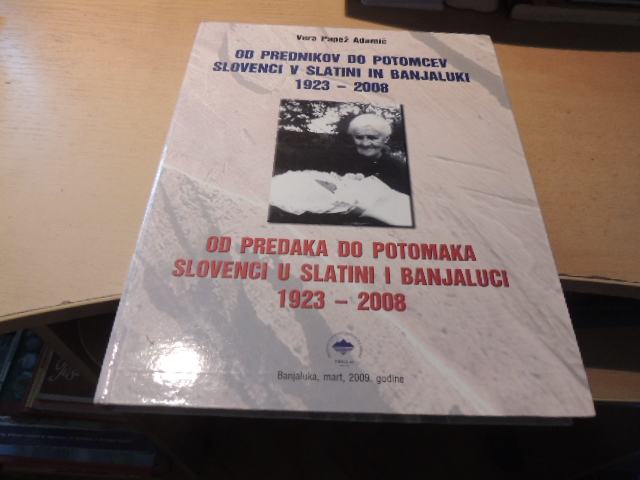 Vera Papež Adamič
OD PREDNIKOV DO POTOMCEV
SLOVENCI V SLATINI IN BANJALUKI
1923 - 2008
OD PREDAKA DO POTOMAKA
SLOVENCI U SLATINI I BANJALUCI
1923 - 2008
Banjaluka, mart, 2009. godine